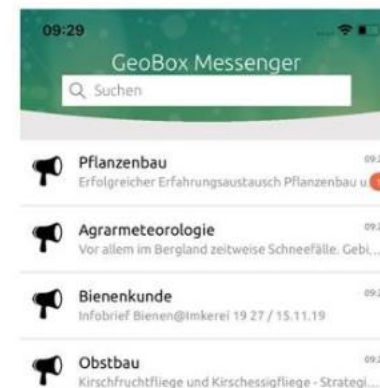 09:29
GeoBox Messenger
Suchen
Pflanzenbau
Erfolgreicher Erfahrungsaustausch Pflanzenbau u
Agrarmeteorologie
Vor allem im Bergland zeitweise Schneefälle. Gebi...
Bienenkunde
Infobrief Bienen@Imkerei 19 27 / 15.11.19
Obstbau
Kirschfruchtfliege und Kirschessigfliege - Strategi...